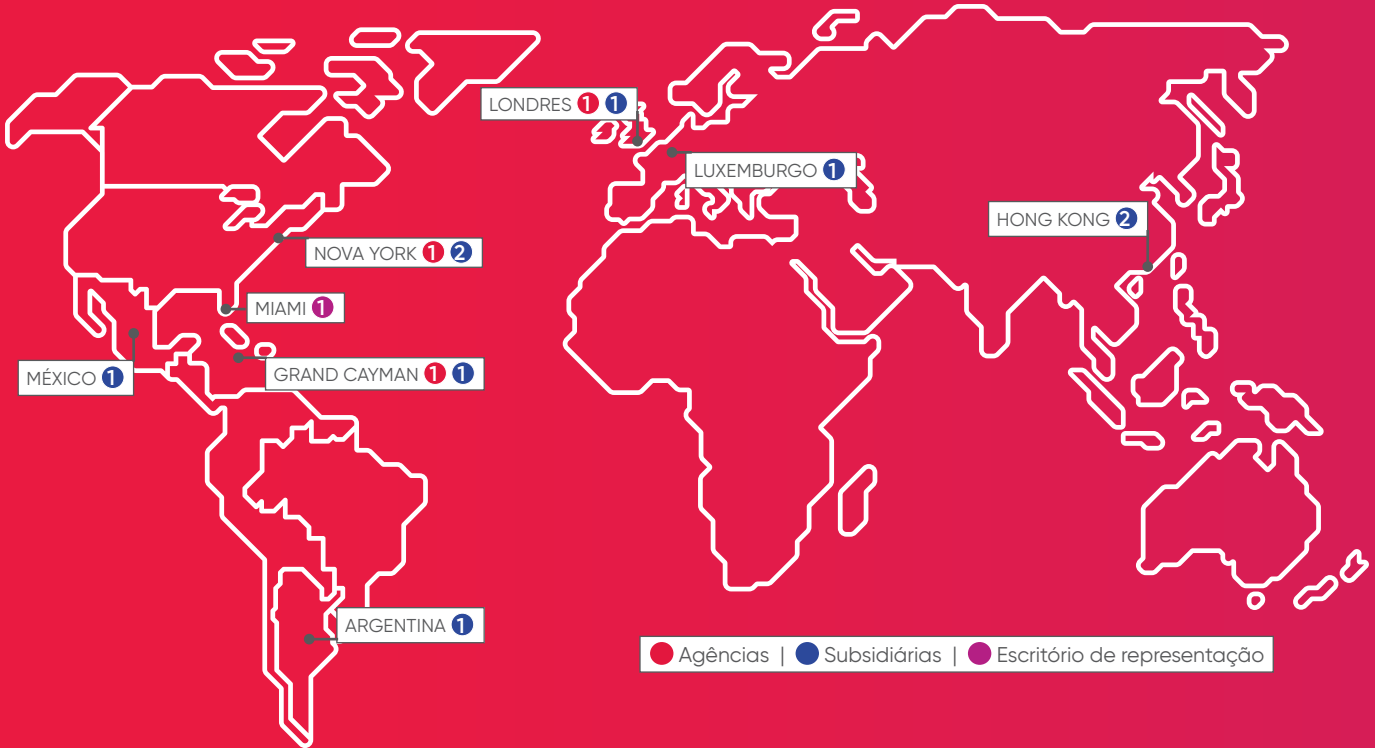 LONDRES 1 1
LUXEMBURGO 1
HONG KONG 2
NOVA YORK 1 2
MIAMI 1
MÉXICO 1
GRAND CAYMAN 1 1
ARGENTINA 1
Agências | Subsidiárias | Escritório de representação